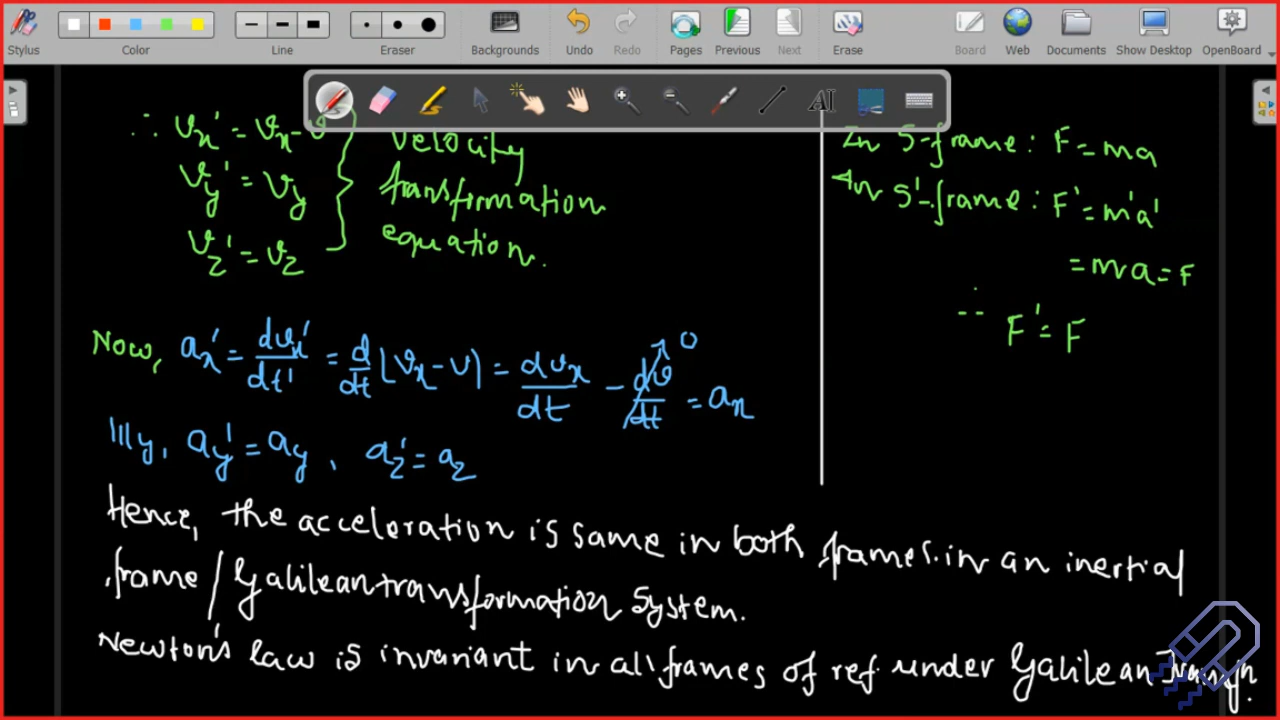 Stylus Color Line Eraser Backgrounds Undo Redo Pages Previous Next Erase Board Web Documents Show Desktop OpenBoard
∴ vx' = vx - v
vy' = vy
vz' = vz
velocity
transformation
equation.
In S-frame: F = ma
In S'-frame: F' = m'a'
= ma = F
∴ F' = F
Now, ax' = dvx'/dt' = d/dt [vx - v] = dvx/dt - dv/dt 0 = ax
lllly, ay' = ay, az' = az
Hence, the acceleration is same in both frames. in an inertial
frame / Galilean transformation System.
Newton's law is invariant in all frames of ref. under Galilean Transfn.